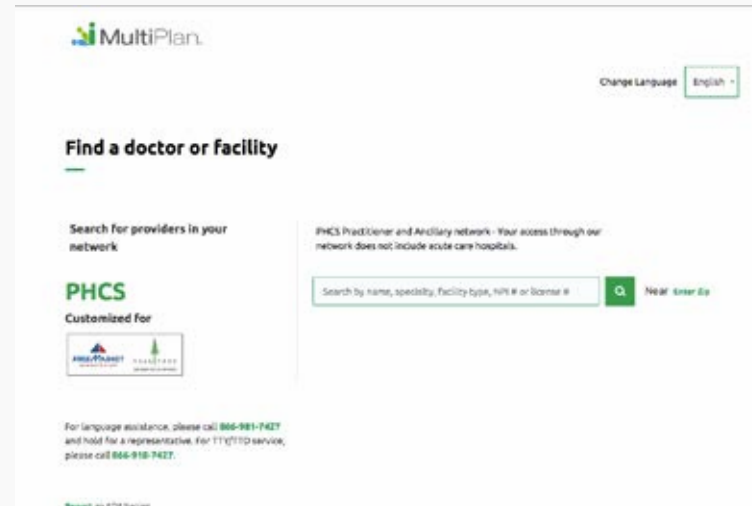 MultiPlan.
Change Language
English
Find a doctor or facility
Search for providers in your
network
PHCS
Customized for
PHCS Practitioner and Ancillary network - Your access through our
network does not include acute care hospitals.
Search by name, specialty, facility type, NPI # or license #
Near Enter Zip
For language assistance, please call 866-981-7427
and hold for a representative. For TTY/TTD service,
please call 866-918-7427.